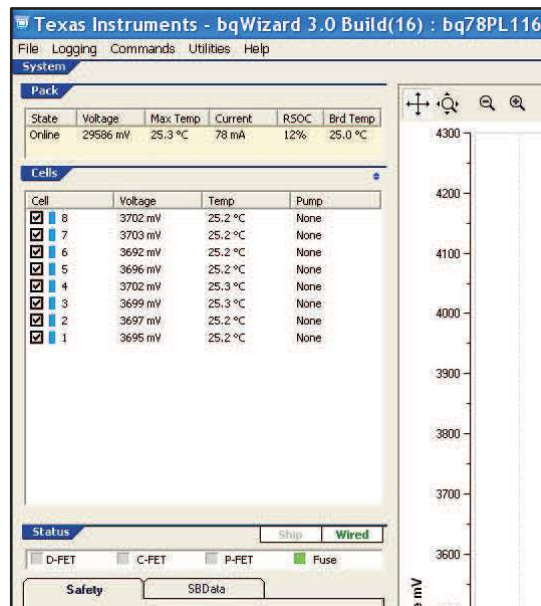 Texas Instruments - bqWizard 3.0 Build(16) : bq78PL116
File Logging Commands Utilities Help
System
Pack
State Voltage Max Temp Current RSOC Brd Temp
Online 29586 mV 25.3 °C 78 mA 12% 25.0 °C
Cells
Cell Voltage Temp Pump
8 3702 mV 25.2 °C None
7 3703 mV 25.2 °C None
6 3692 mV 25.2 °C None
5 3696 mV 25.2 °C None
4 3702 mV 25.3 °C None
3 3699 mV 25.3 °C None
2 3697 mV 25.2 °C None
1 3695 mV 25.2 °C None
Status Ship Wired
D-FET C-FET P-FET Fuse
Safety SBData
4300
4200
4100
4000
3900
3800
3700
3600
mV